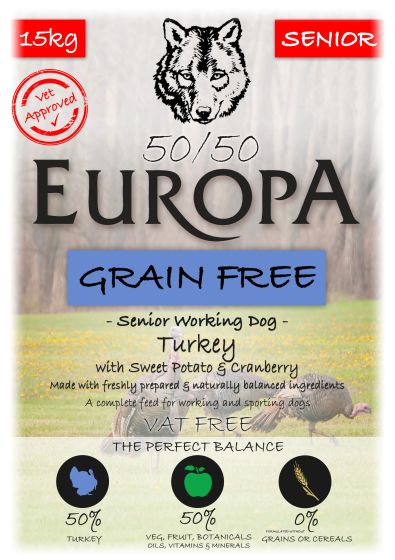 15kg
SENIOR
Vet
Approved
50/50
EUROPA
GRAIN FREE
- Senior Working Dog -
Turkey
with Sweet Potato & Cranberry
Made with freshly prepared & naturally balanced ingredients
A complete feed for working and sporting dogs
VAT FREE
THE PERFECT BALANCE
50%
TURKEY
50%
VEG, FRUIT, BOTANICALS
OILS, VITAMINS & MINERALS
0%
FORMULATED WITHOUT
GRAINS OR CEREALS